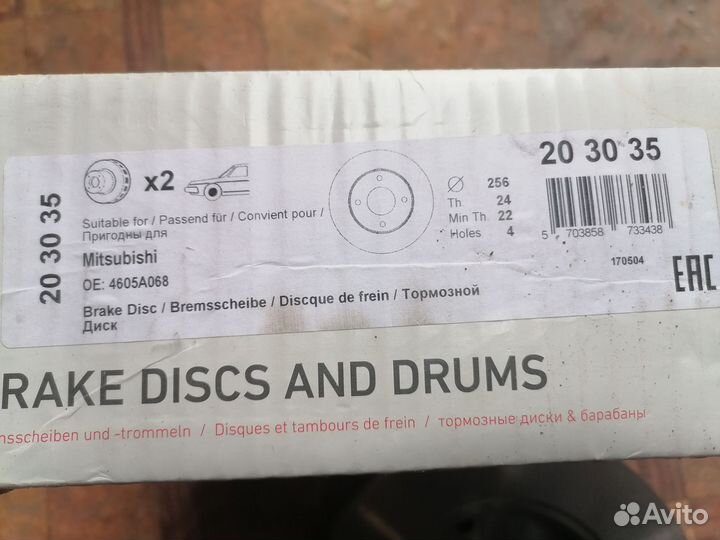 20 30 35
x2
Suitable for / Passend für / Convient pour /
Пригодны для
Mitsubishi
OE: 4605A068
Brake Disc / Bremsscheibe / Discque de frein / Тормозной
Диск
Ø 256
Th 24
Min Th. 22
Holes 4
20 30 35
5 703858 733438
170504
EAC
RAKE DISCS AND DRUMS
msscheiben und -trommeln / Disques et tambours de frein / тормозные диски & барабаны
Avito